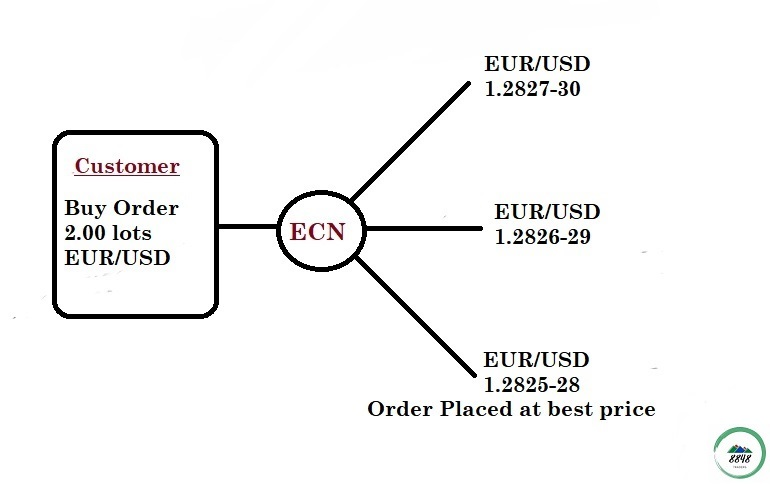 Customer
Buy Order
2.00 lots
EUR/USD
ECN
EUR/USD
1.2827-30
EUR/USD
1.2826-29
EUR/USD
1.2825-28
Order Placed at best price
8848